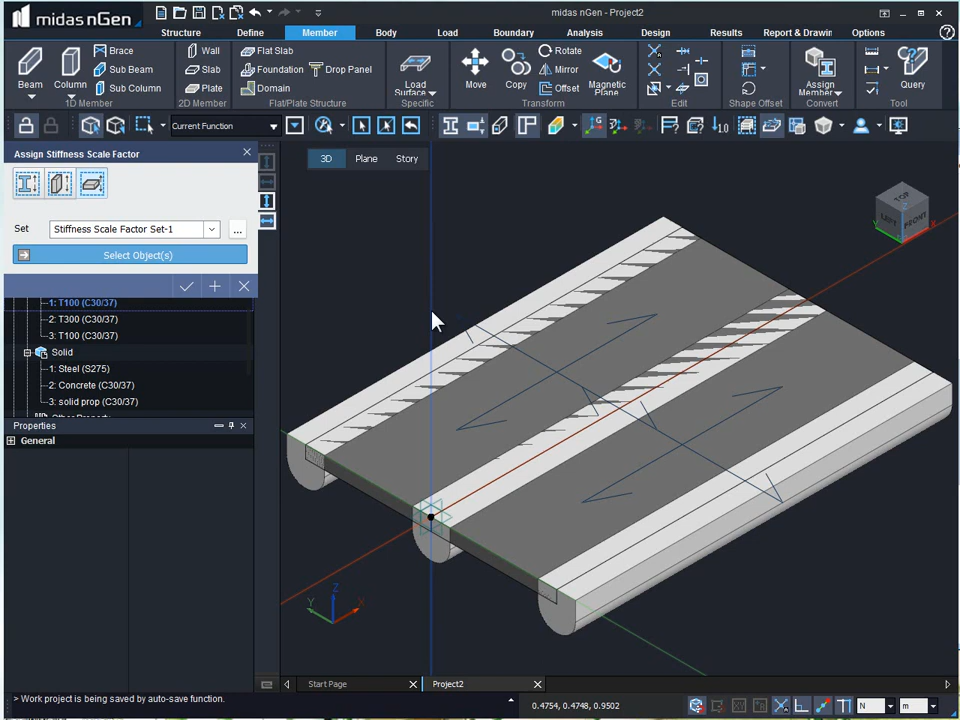 midas nGen
midas nGen - Project2
Structure
Define
Member
Body
Load
Boundary
Analysis
Design
Results
Report & Drawin
Options
Beam
Column
Brace
Sub Beam
Sub Column
1D Member
Wall
Slab
Plate
2D Member
Flat Slab
Foundation
Drop Panel
Domain
Flat/Plate Structure
Load
Surface
Specific
Move
Copy
Rotate
Mirror
Offset
Magnetic
Plane
Transform
Edit
Shape Offset
Assign
Member
Convert
Query
Tool
Current Function
1.0
Assign Stiffness Scale Factor
Set
Stiffness Scale Factor Set-1
...
Select Object(s)
1: T100 (C30/37)
2: T300 (C30/37)
3: T100 (C30/37)
Solid
1: Steel (S275)
2: Concrete (C30/37)
3: solid prop (C30/37)
Properties
General
3D
Plane
Story
TOP
LEFT
FRONT
Z
Y
X
Z
Y
X
Start Page
Project2
> Work project is being saved by auto-save function.
0.4754, 0.4748, 0.9502
N
m